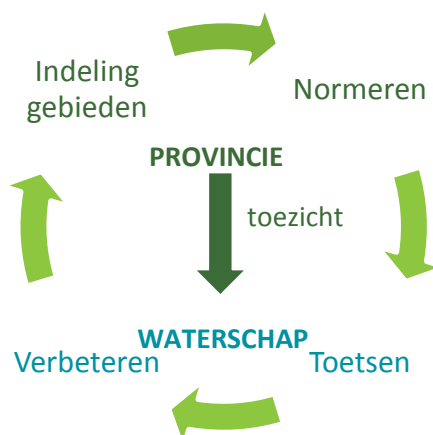 Indeling
gebieden
Normeren
PROVINCIE
toezicht
WATERSCHAP
Verbeteren
Toetsen